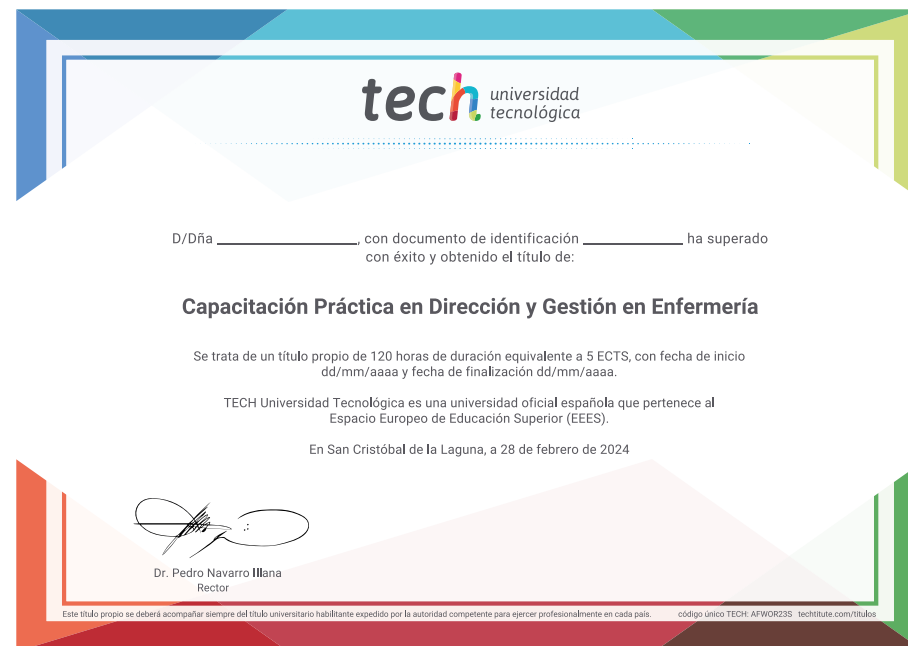 tech universidad
tecnológica
D/Dña ____________________, con documento de identificación ______________ ha superado
con éxito y obtenido el título de:
Capacitación Práctica en Dirección y Gestión en Enfermería
Se trata de un título propio de 120 horas de duración equivalente a 5 ECTS, con fecha de inicio
dd/mm/aaaa y fecha de finalización dd/mm/aaaa.
TECH Universidad Tecnológica es una universidad oficial española que pertenece al
Espacio Europeo de Educación Superior (EEES).
En San Cristóbal de la Laguna, a 28 de febrero de 2024
Dr. Pedro Navarro Illana
Rector
Este título propio se deberá acompañar siempre del título universitario habilitante expedido por la autoridad competente para ejercer profesionalmente en cada país. código único TECH: AFWOR23S techtitute.com/titulos